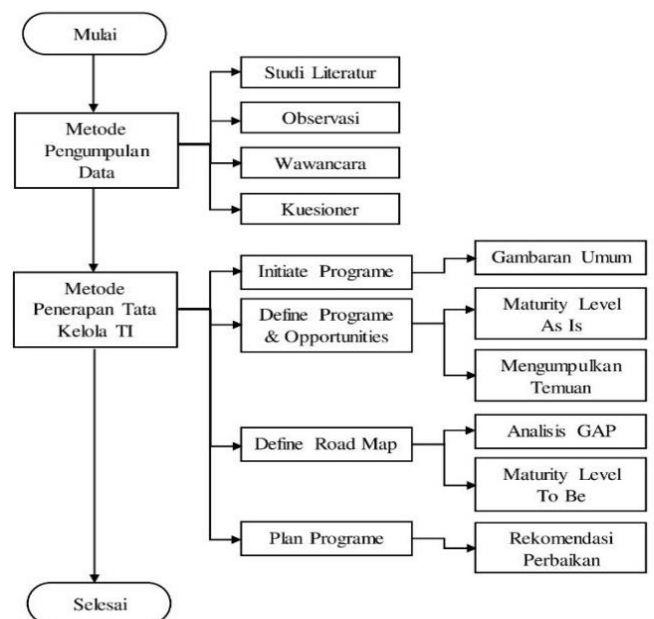 Mulai
Metode
Pengumpulan
Data
Studi Literatur
Observasi
Wawancara
Kuesioner
Metode
Penerapan Tata
Kelola TI
Initiate Programe
Gambaran Umum
Define Programe
& Opportunities
Maturity Level
As Is
Mengumpulkan
Temuan
Define Road Map
Analisis GAP
Maturity Level
To Be
Plan Programe
Rekomendasi
Perbaikan
Selesai